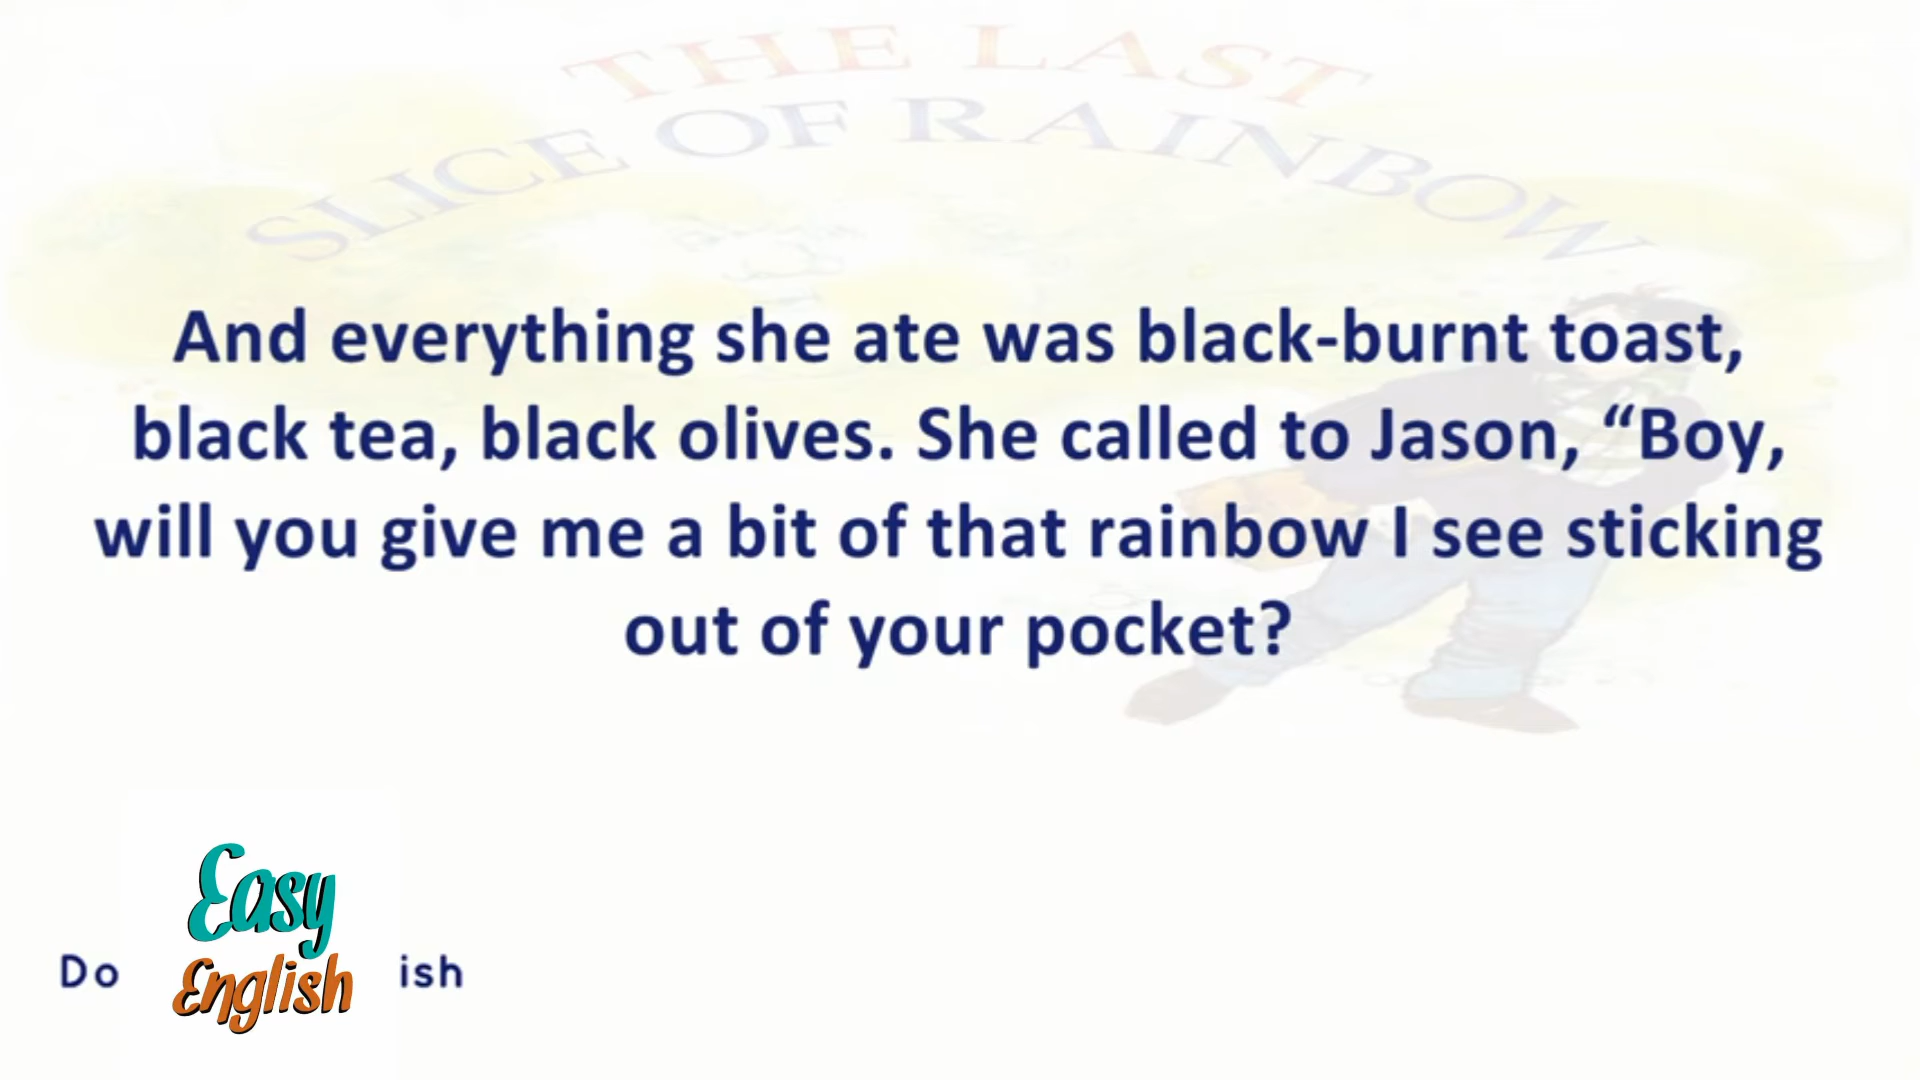 THE LAST
SLICE OF RAINBOW
And everything she ate was black-burnt toast,
black tea, black olives. She called to Jason, “Boy,
will you give me a bit of that rainbow I see sticking
out of your pocket?
Easy
English
Do ish